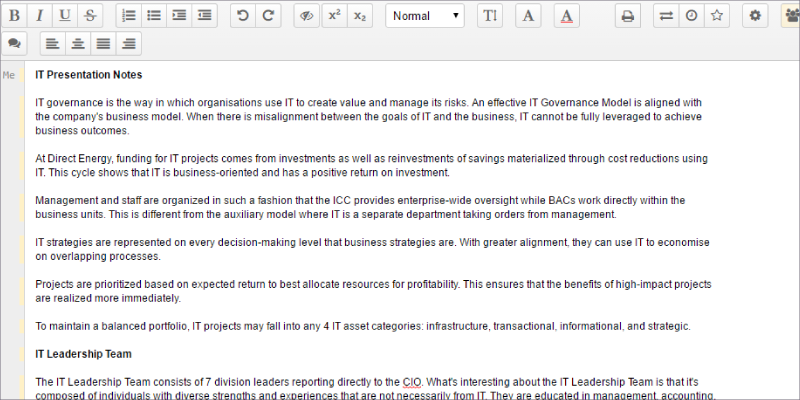 B I U S x² x₂ Normal T! A A
Me
IT Presentation Notes
IT governance is the way in which organisations use IT to create value and manage its risks. An effective IT Governance Model is aligned with
the company's business model. When there is misalignment between the goals of IT and the business, IT cannot be fully leveraged to achieve
business outcomes.
At Direct Energy, funding for IT projects comes from investments as well as reinvestments of savings materialized through cost reductions using
IT. This cycle shows that IT is business-oriented and has a positive return on investment.
Management and staff are organized in such a fashion that the ICC provides enterprise-wide oversight while BACs work directly within the
business units. This is different from the auxiliary model where IT is a separate department taking orders from management.
IT strategies are represented on every decision-making level that business strategies are. With greater alignment, they can use IT to economise
on overlapping processes.
Projects are prioritized based on expected return to best allocate resources for profitability. This ensures that the benefits of high-impact projects
are realized more immediately.
To maintain a balanced portfolio, IT projects may fall into any 4 IT asset categories: infrastructure, transactional, informational, and strategic.
IT Leadership Team
The IT Leadership Team consists of 7 division leaders reporting directly to the CIO. What's interesting about the IT Leadership Team is that it's
composed of individuals with diverse strengths and experiences that are not necessarily from IT. They are educated in management, accounting,